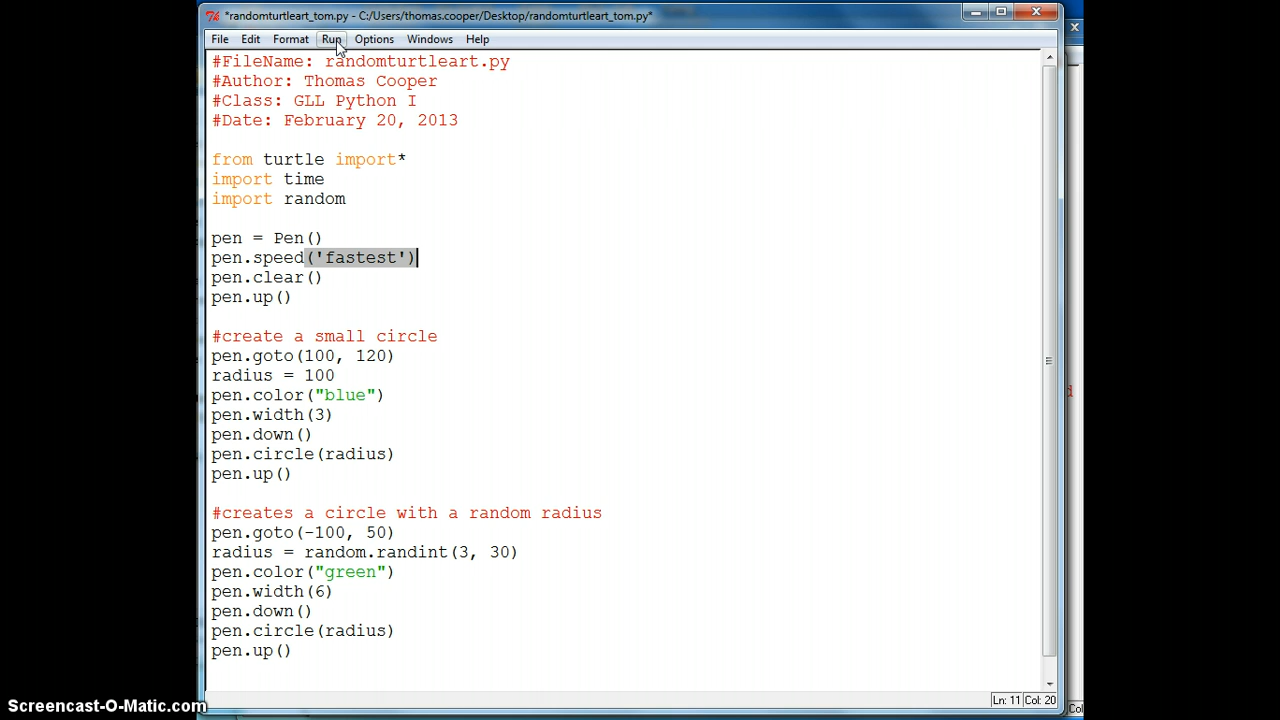 *randomturtleart_tom.py - C:/Users/thomas.cooper/Desktop/randomturtleart_tom.py*
File Edit Format Run Options Windows Help
#FileName: randomturtleart.py
#Author: Thomas Cooper
#Class: GLL Python I
#Date: February 20, 2013
from turtle import*
import time
import random
pen = Pen()
pen.speed('fastest')
pen.clear()
pen.up()
#create a small circle
pen.goto(100, 120)
radius = 100
pen.color("blue")
pen.width(3)
pen.down()
pen.circle(radius)
pen.up()
#creates a circle with a random radius
pen.goto(-100, 50)
radius = random.randint(3, 30)
pen.color("green")
pen.width(6)
pen.down()
pen.circle(radius)
pen.up()
Ln: 11 Col: 20
Col
Screencast-O-Matic.com